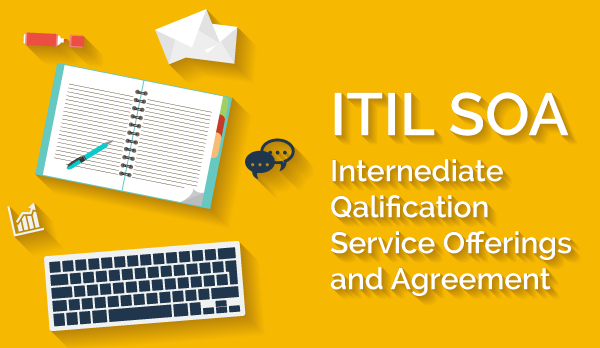 ITIL SOA
Internediate
Qalification
Service Offerings
and Agreement